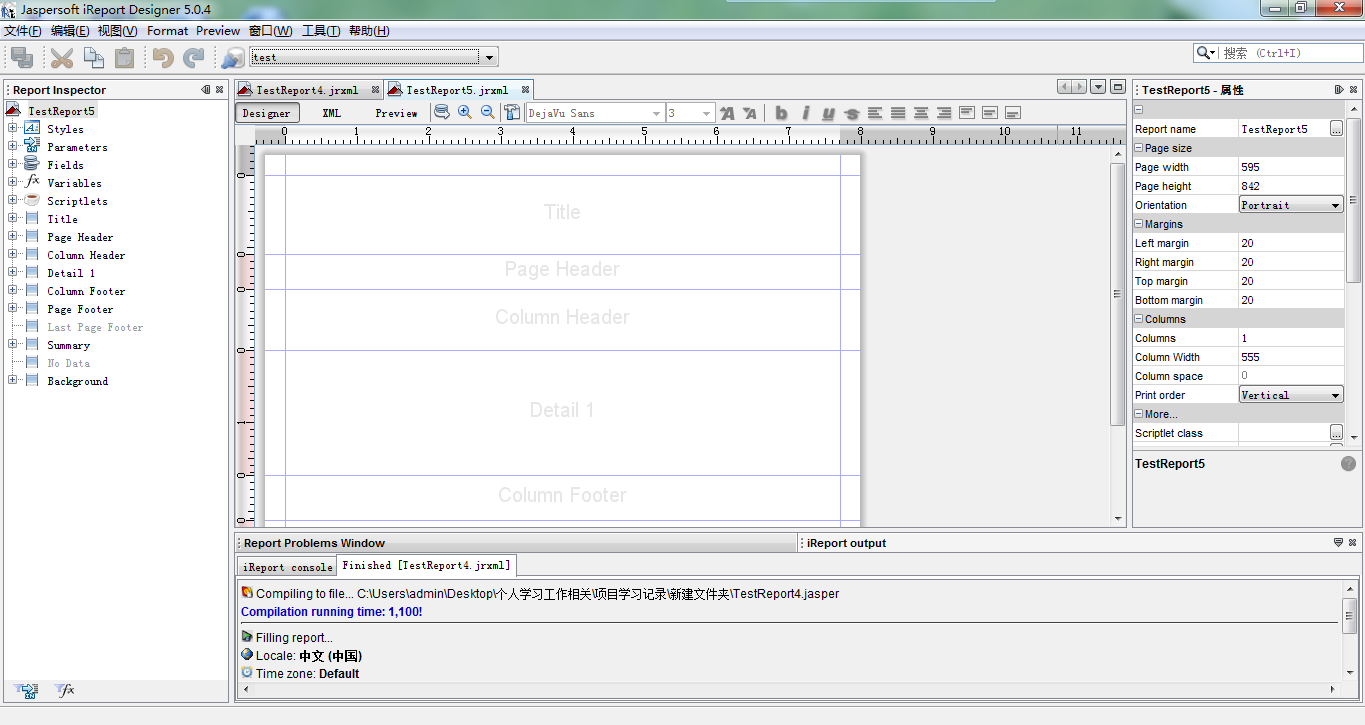 Jaspersoft iReport Designer 5.0.4
文件(F) 编辑(E) 视图(V) Format Preview 窗口(W) 工具(T) 帮助(H)
test
搜索 (Ctrl+I)
Report Inspector
TestReport5
Styles
Parameters
Fields
Variables
Scriptlets
Title
Page Header
Column Header
Detail 1
Column Footer
Page Footer
Last Page Footer
Summary
No Data
Background
TestReport4.jrxml TestReport5.jrxml
Designer XML Preview DejaVu Sans 3
0 1 2 3 4 5 6 7 8 9 10 11
Title
Page Header
Column Header
Detail 1
Column Footer
0
0
0
0
1
0
0
TestReport5 - 属性
Report name TestReport5 ...
Page size
Page width 595
Page height 842
Orientation Portrait
Margins
Left margin 20
Right margin 20
Top margin 20
Bottom margin 20
Columns
Columns 1
Column Width 555
Column space 0
Print order Vertical
More...
Scriptlet class ...
TestReport5
Report Problems Window
iReport output
iReport console Finished [TestReport4.jrxml]
Compiling to file... C:\Users\admin\Desktop\个人学习工作相关\项目学习记录\新建文件夹\TestReport4.jasper
Compilation running time: 1,100!
Filling report...
Locale: 中文 (中国)
Time zone: Default